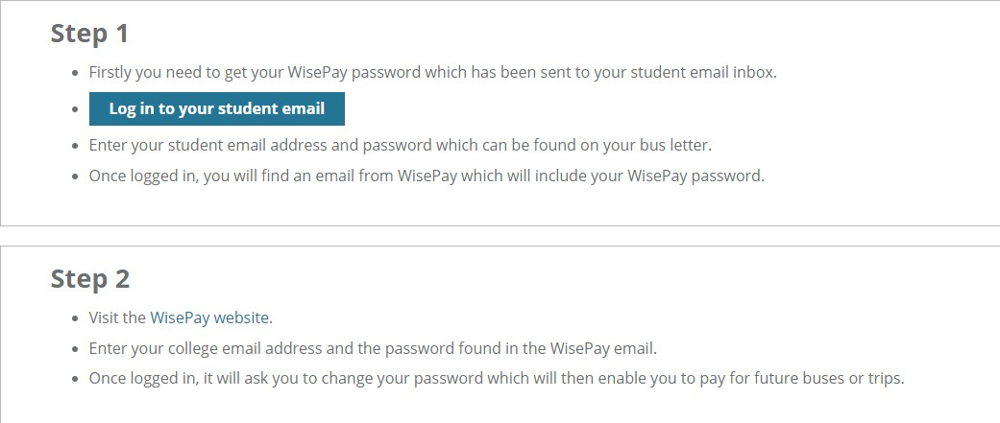 Step 1
Firstly you need to get your WisePay password which has been sent to your student email inbox.
Log in to your student email
Enter your student email address and password which can be found on your bus letter.
Once logged in, you will find an email from WisePay which will include your WisePay password.
Step 2
Visit the WisePay website.
Enter your college email address and the password found in the WisePay email.
Once logged in, it will ask you to change your password which will then enable you to pay for future buses or trips.